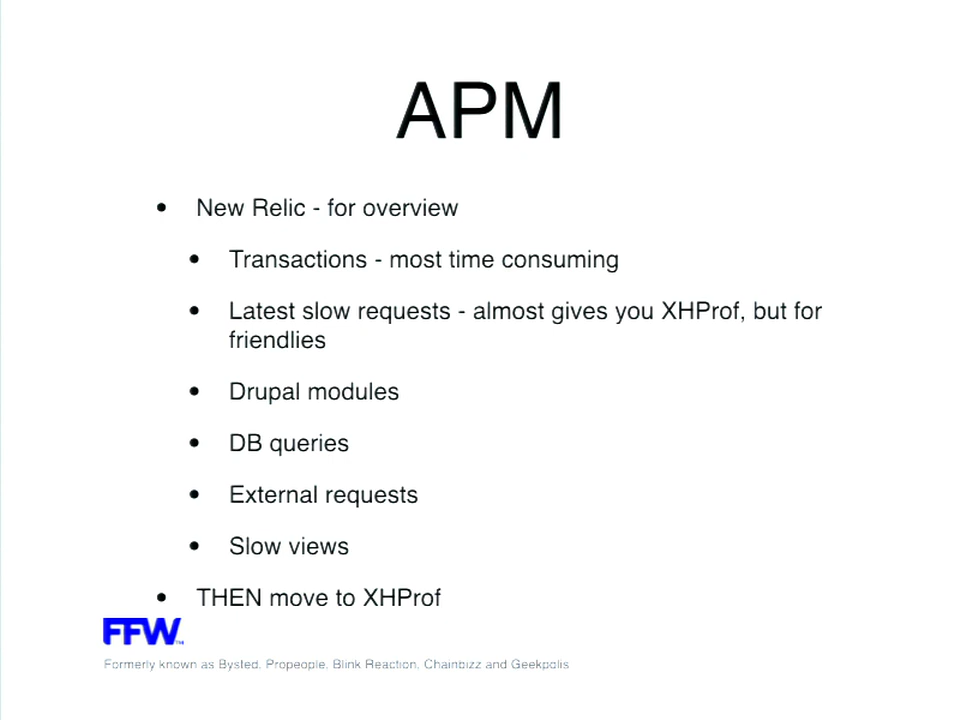 APM
• New Relic - for overview
• Transactions - most time consuming
• Latest slow requests - almost gives you XHProf, but for
friendlies
• Drupal modules
• DB queries
• External requests
• Slow views
• THEN move to XHProf
FFW™
Formerly known as Bysted, Propeople, Blink Reaction, Chainbizz and Geekpolis